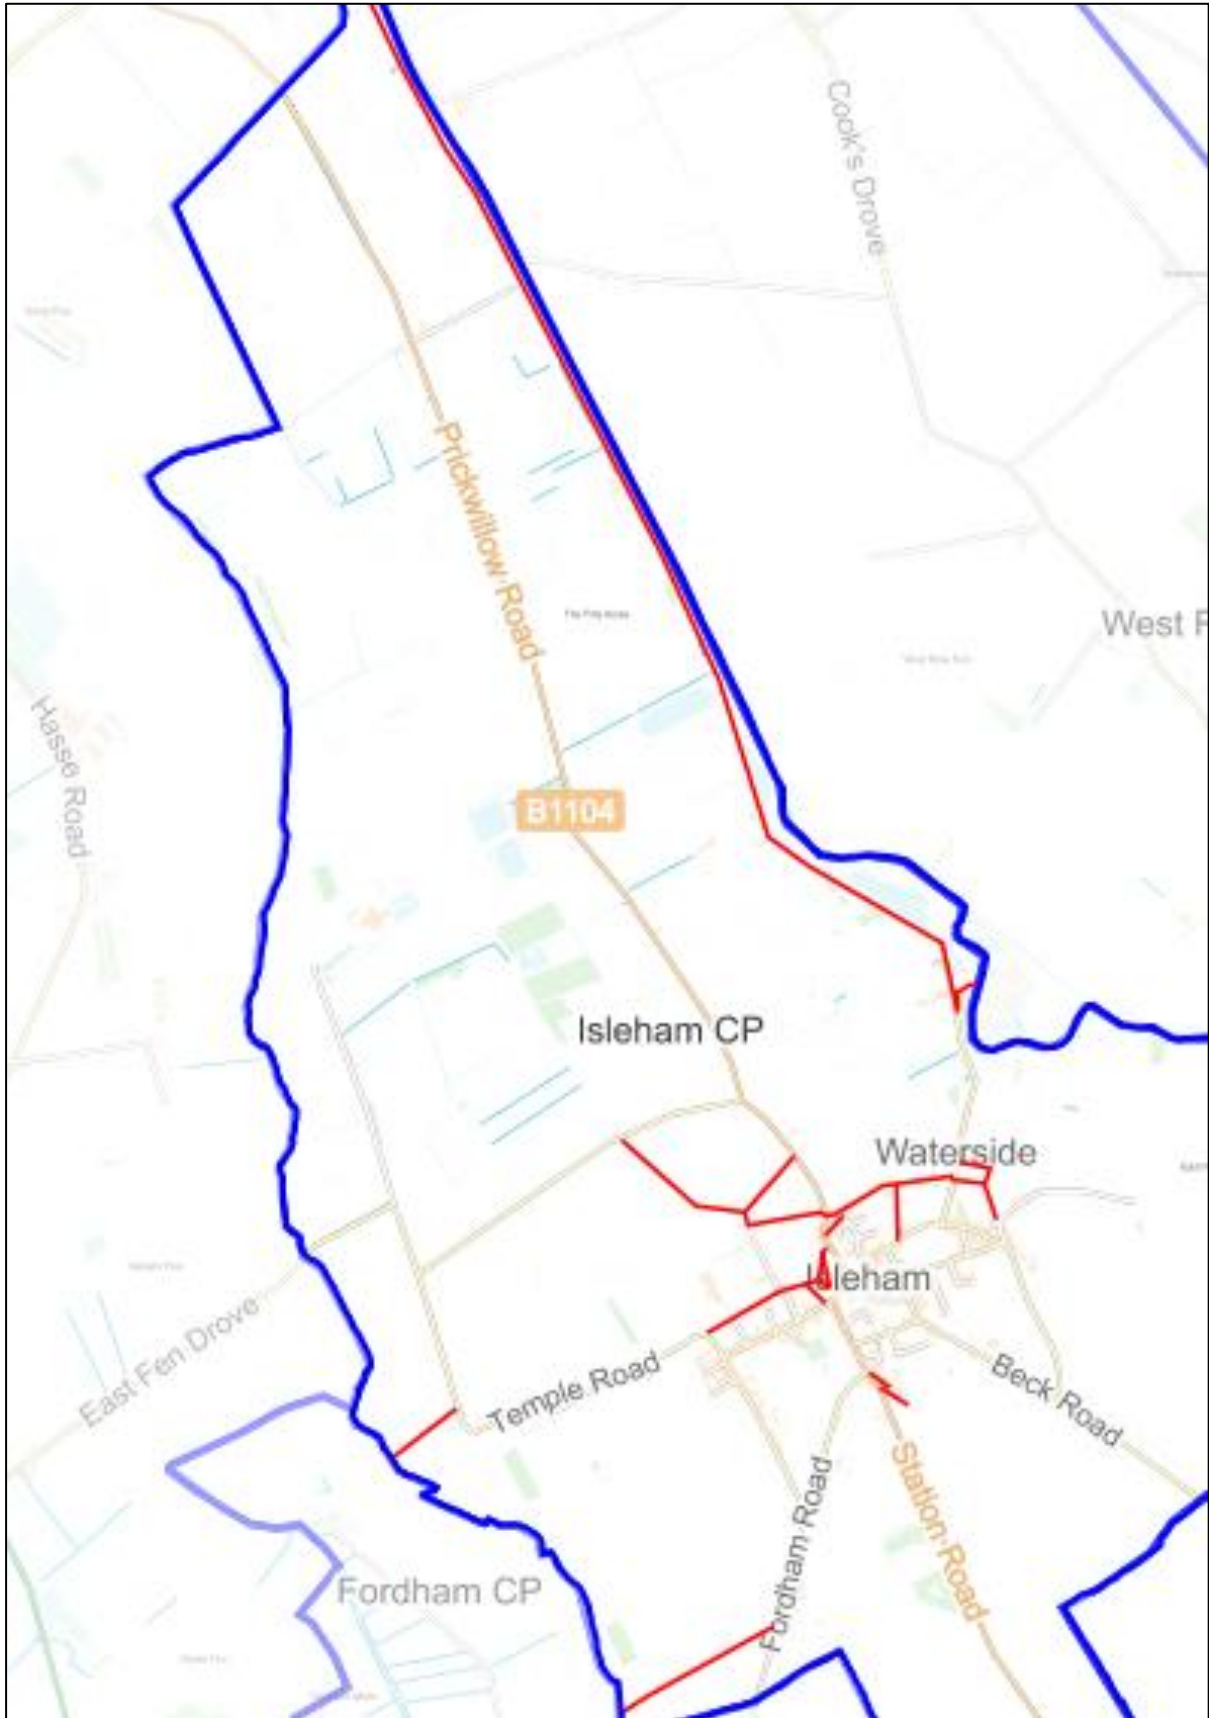 Cook's Drove
Prickwillow Road
West
Hasse Road
B1104
Isleham CP
Waterside
Isleham
East Fen Drove
Temple Road
Beck Road
Station Road
Fordham Road
Fordham CP